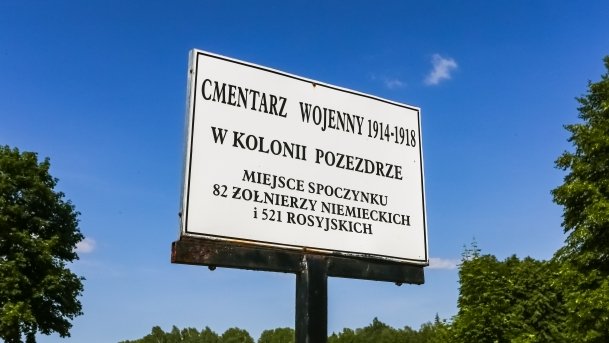 CMENTARZ WOJENNY 1914-1918
W KOLONII POZEZDRZE
MIEJSCE SPOCZYNKU
82 ŻOŁNIERZY NIEMIECKICH
i 521 ROSYJSKICH